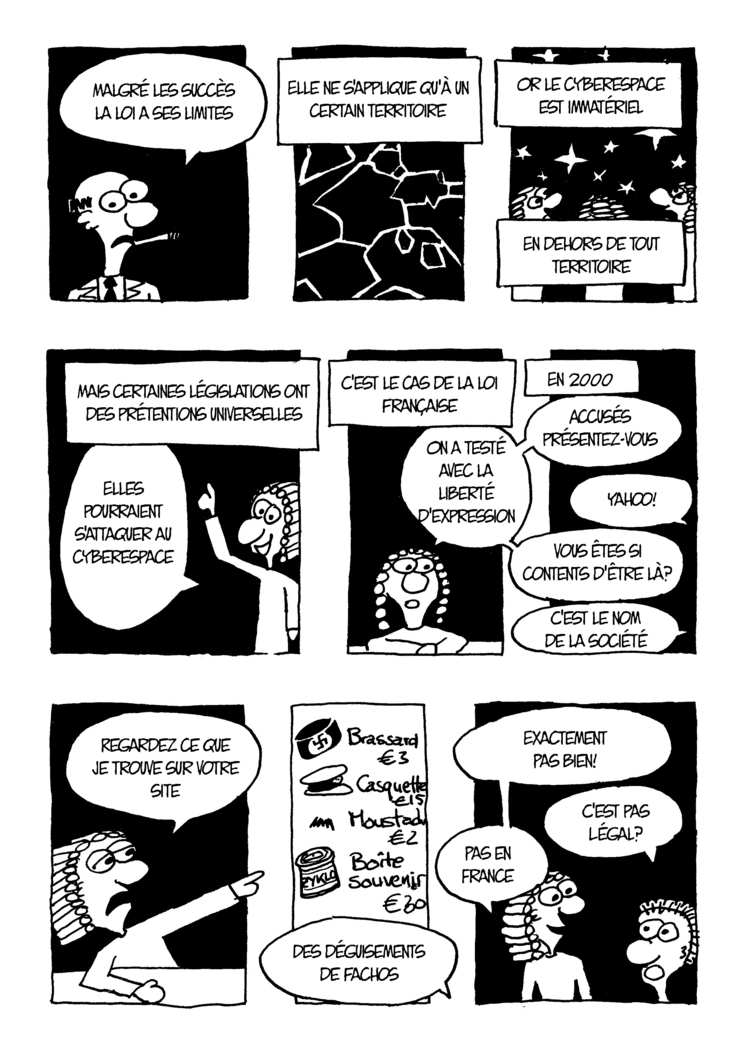 MALGRÉ LES SUCCÈS
LA LOI A SES LIMITES
ELLE NE S'APPLIQUE QU'À UN
CERTAIN TERRITOIRE
OR LE CYBERESPACE
EST IMMATÉRIEL
EN DEHORS DE TOUT
TERRITOIRE
MAIS CERTAINES LÉGISLATIONS ONT
DES PRÉTENTIONS UNIVERSELLES
ELLES
POURRAIENT
S'ATTAQUER AU
CYBERESPACE
C'EST LE CAS DE LA LOI
FRANÇAISE
ON A TESTÉ
AVEC LA
LIBERTÉ
D'EXPRESSION
EN 2000
ACCUSÉS
PRÉSENTEZ-VOUS
YAHOO!
VOUS ÊTES SI
CONTENTS D'ÊTRE LÀ?
C'EST LE NOM
DE LA SOCIÉTÉ
REGARDEZ CE QUE
JE TROUVE SUR VOTRE
SITE
Brassard
€3
Casquette
€15
Moustach
€2
ZYKLO
Boîte
souvenir
€30
DES DÉGUISEMENTS
DE FACHOS
EXACTEMENT
PAS BIEN!
C'EST PAS
LÉGAL?
PAS EN
FRANCE